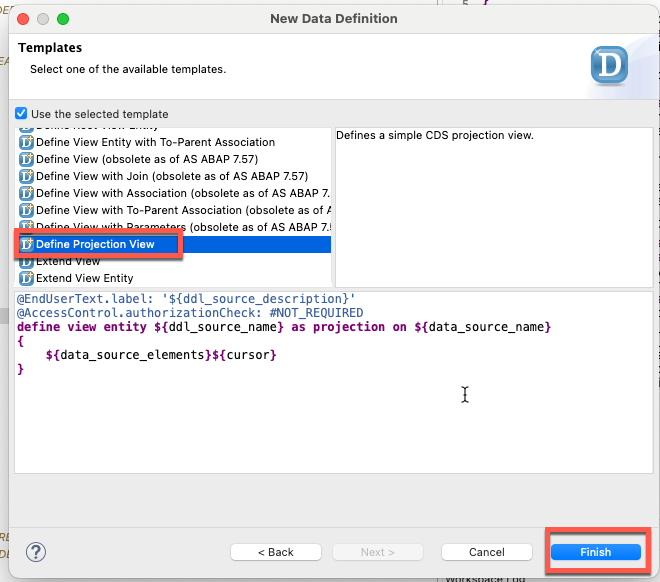 5 {
New Data Definition
Templates
Select one of the available templates.
D
Use the selected template
Define Root View Entity
Define View Entity with To-Parent Association
Define View (obsolete as of ABAP 7.57)
Define View with Join (obsolete as of AS ABAP 7.57)
Define View with Association (obsolete as of AS ABAP 7.
Define View with To-Parent Association (obsolete as of A
Define View with Parameters (obsolete as of AS ABAP 7.5
Define Projection View
Extend View
Extend View Entity
Defines a simple CDS projection view.
@EndUserText.label: '${ddl_source_description}'
@AccessControl.authorizationCheck: #NOT_REQUIRED
define view entity ${ddl_source_name} as projection on ${data_source_name}
{
${data_source_elements}${cursor}
}
?
< Back
Next >
Cancel
Finish
Workspace Log